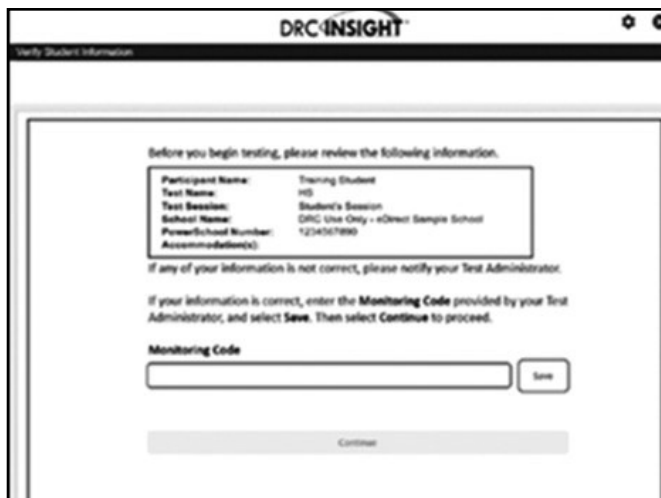 DRC INSIGHT
Verify Student Information
Before you begin testing, please review the following information.
Participant Name: Training Student
Test Name: HS
Test Session: Student's Session
School Name: DRC Use Only - eDirect Sample School
PowerSchool Number: 1234567890
Accommodation(s):
If any of your information is not correct, please notify your Test Administrator.
If your information is correct, enter the Monitoring Code provided by your Test
Administrator, and select Save. Then select Continue to proceed.
Monitoring Code
Save
Continue